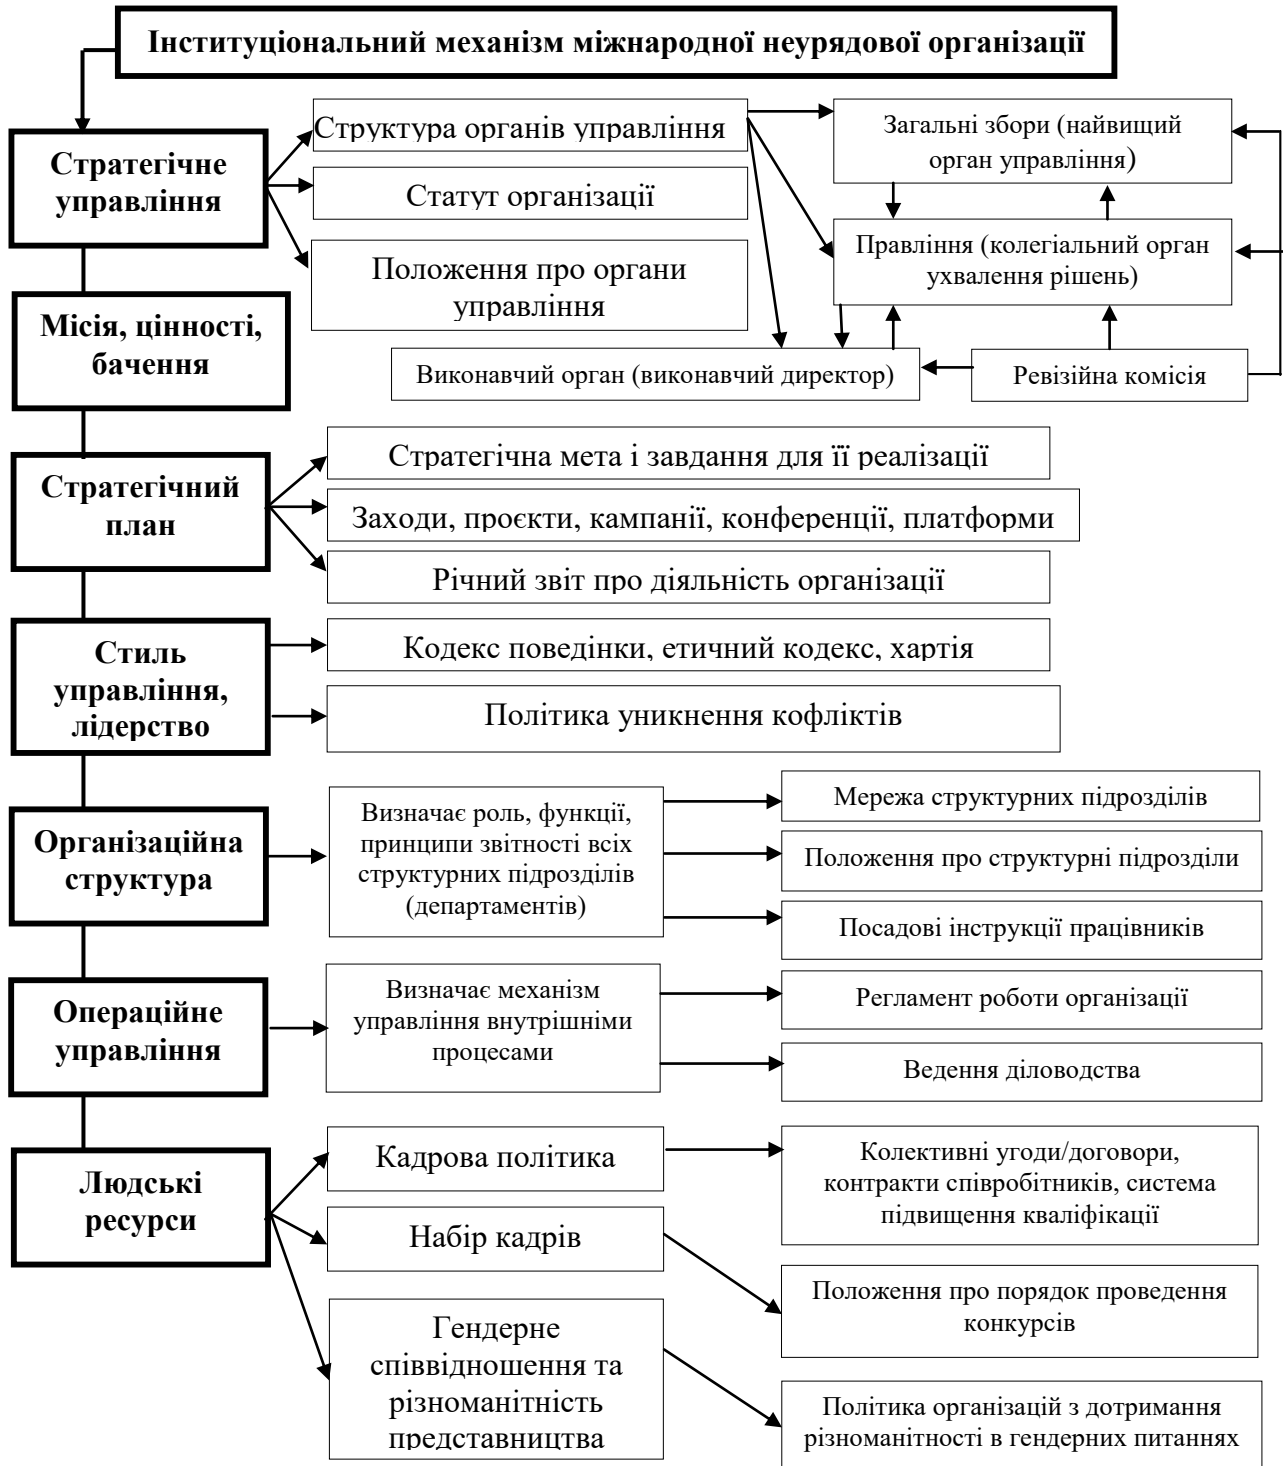 Інституціональний механізм міжнародної неурядової організації
Стратегічне
управління
Структура органів управління
Статут організації
Положення про органи
управління
Загальні збори (найвищий
орган управління)
Правління (колегіальний орган
ухвалення рішень)
Виконавчий орган (виконавчий директор)
Ревізійна комісія
Місія, цінності,
бачення
Стратегічний
план
Стратегічна мета і завдання для її реалізації
Заходи, проєкти, кампанії, конференції, платформи
Річний звіт про діяльність організації
Стиль
управління,
лідерство
Кодекс поведінки, етичний кодекс, хартія
Політика уникнення кофліктів
Організаційна
структура
Визначає роль, функції,
принципи звітності всіх
структурних підрозділів
(департаментів)
Мережа структурних підрозділів
Положення про структурні підрозділи
Посадові інструкції працівників
Операційне
управління
Визначає механізм
управління внутрішніми
процесами
Регламент роботи організації
Ведення діловодства
Людські
ресурси
Кадрова політика
Колективні угоди/договори,
контракти співробітників, система
підвищення кваліфікації
Набір кадрів
Положення про порядок проведення
конкурсів
Гендерне
співвідношення та
різноманітність
представництва
Політика організацій з дотримання
різноманітності в гендерних питаннях